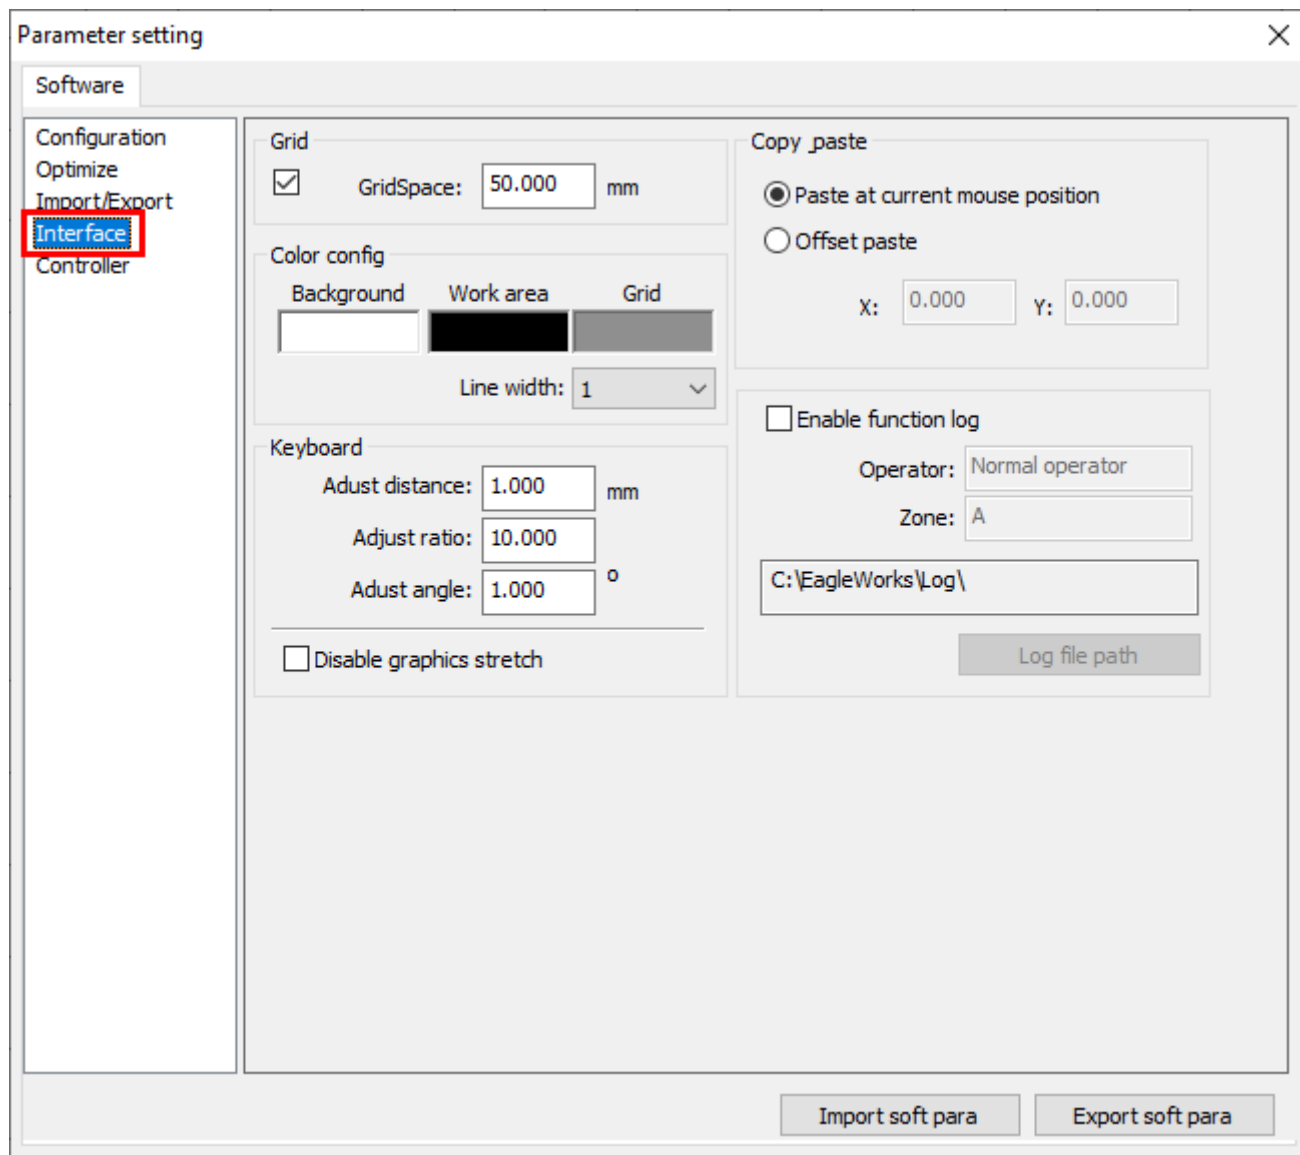 Parameter setting
Software
Configuration
Optimize
Import/Export
Interface
Controller
Grid
GridSpace: 50.000 mm
Color config
Background Work area Grid
Line width: 1
Keyboard
Adust distance: 1.000 mm
Adjust ratio: 10.000
Adust angle: 1.000 o
Disable graphics stretch
Copy_paste
Paste at current mouse position
Offset paste
X: 0.000 Y: 0.000
Enable function log
Operator: Normal operator
Zone: A
C:\EagleWorks\Log\
Log file path
Import soft para Export soft para